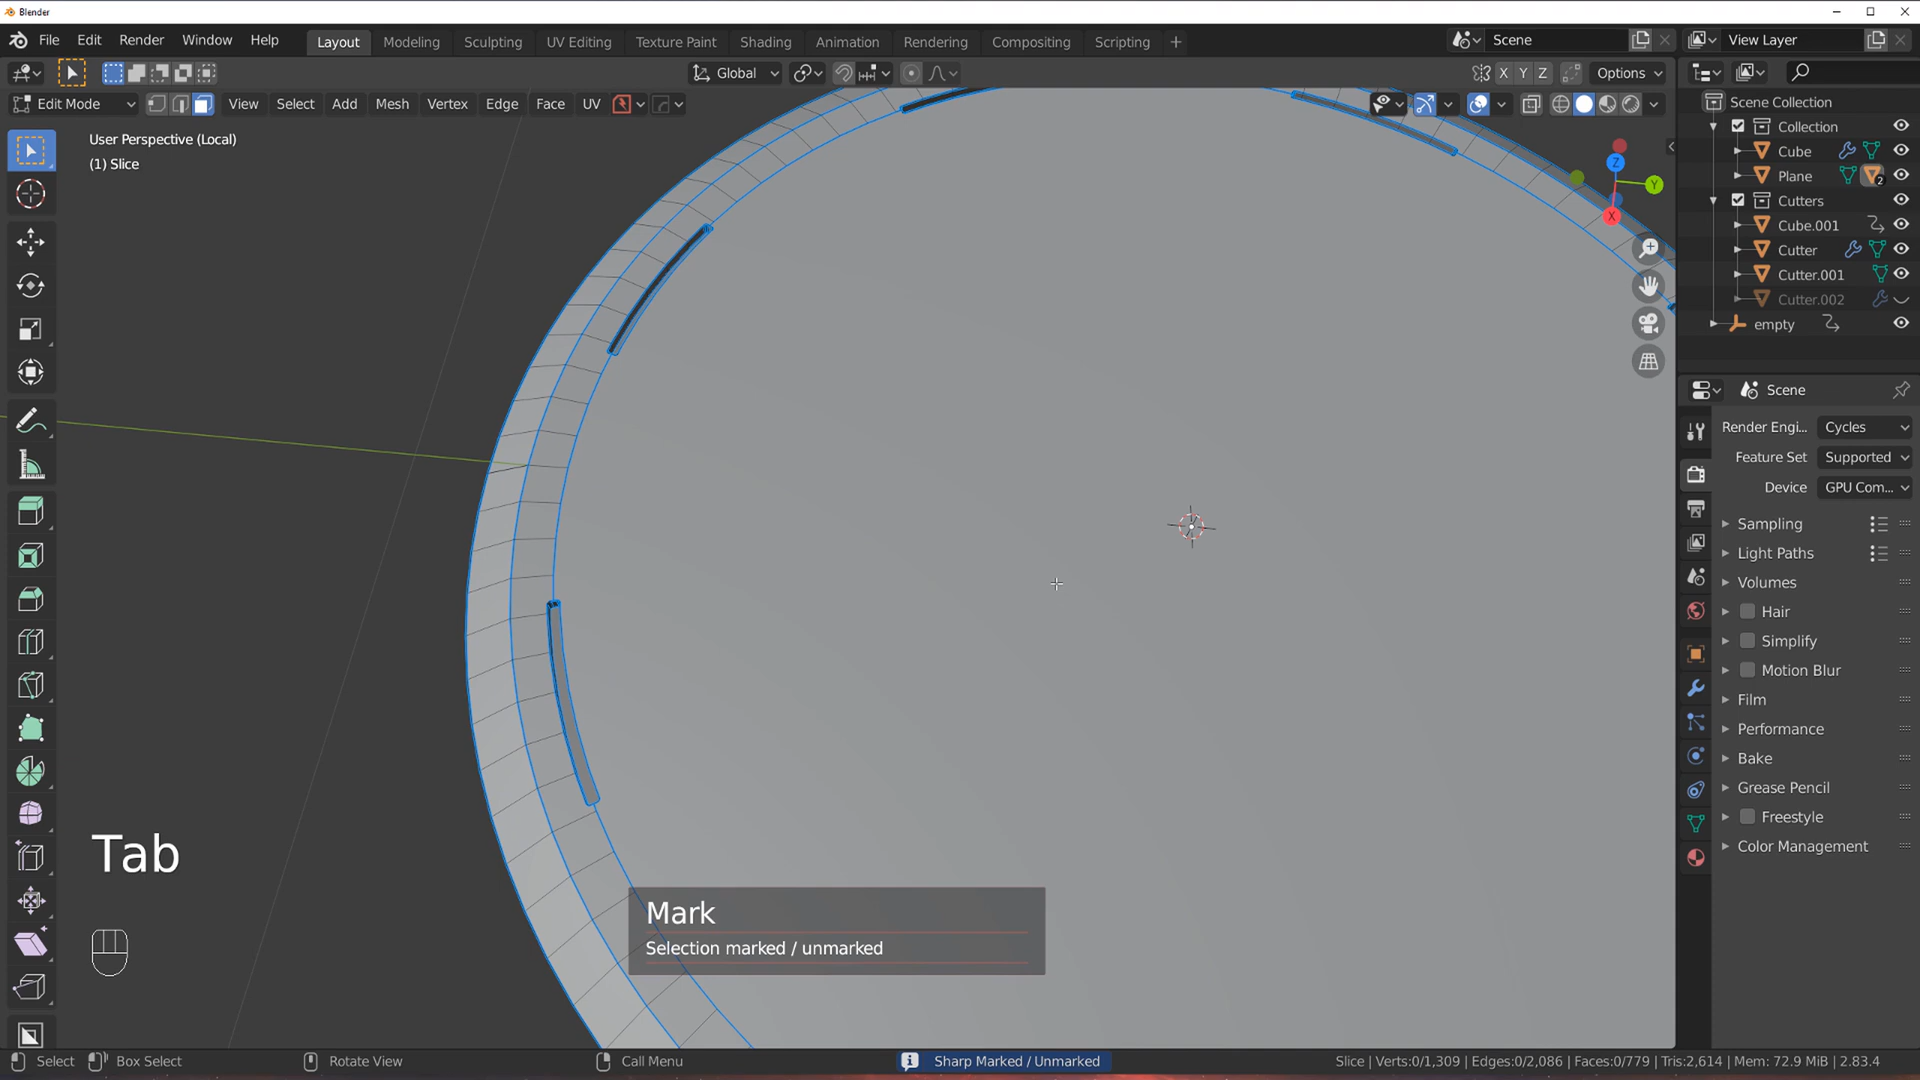 Blender
File Edit Render Window Help Layout Modeling Sculpting UV Editing Texture Paint Shading Animation Rendering Compositing Scripting +
Scene View Layer
Global X Y Z Options
Edit Mode View Select Add Mesh Vertex Edge Face UV
User Perspective (Local)
(1) Slice
Z
Y
X
Scene Collection
Collection
Cube
Plane 2
Cutters
Cube.001
Cutter
Cutter.001
Cutter.002
empty
Scene
Render Engi... Cycles
Feature Set Supported
Device GPU Com...
Sampling
Light Paths
Volumes
Hair
Simplify
Motion Blur
Film
Performance
Bake
Grease Pencil
Freestyle
Color Management
Tab
Mark
Selection marked / unmarked
Select Box Select Rotate View Call Menu Sharp Marked / Unmarked Slice | Verts:0/1,309 | Edges:0/2,086 | Faces:0/779 | Tris:2,614 | Mem: 72.9 MiB | 2.83.4